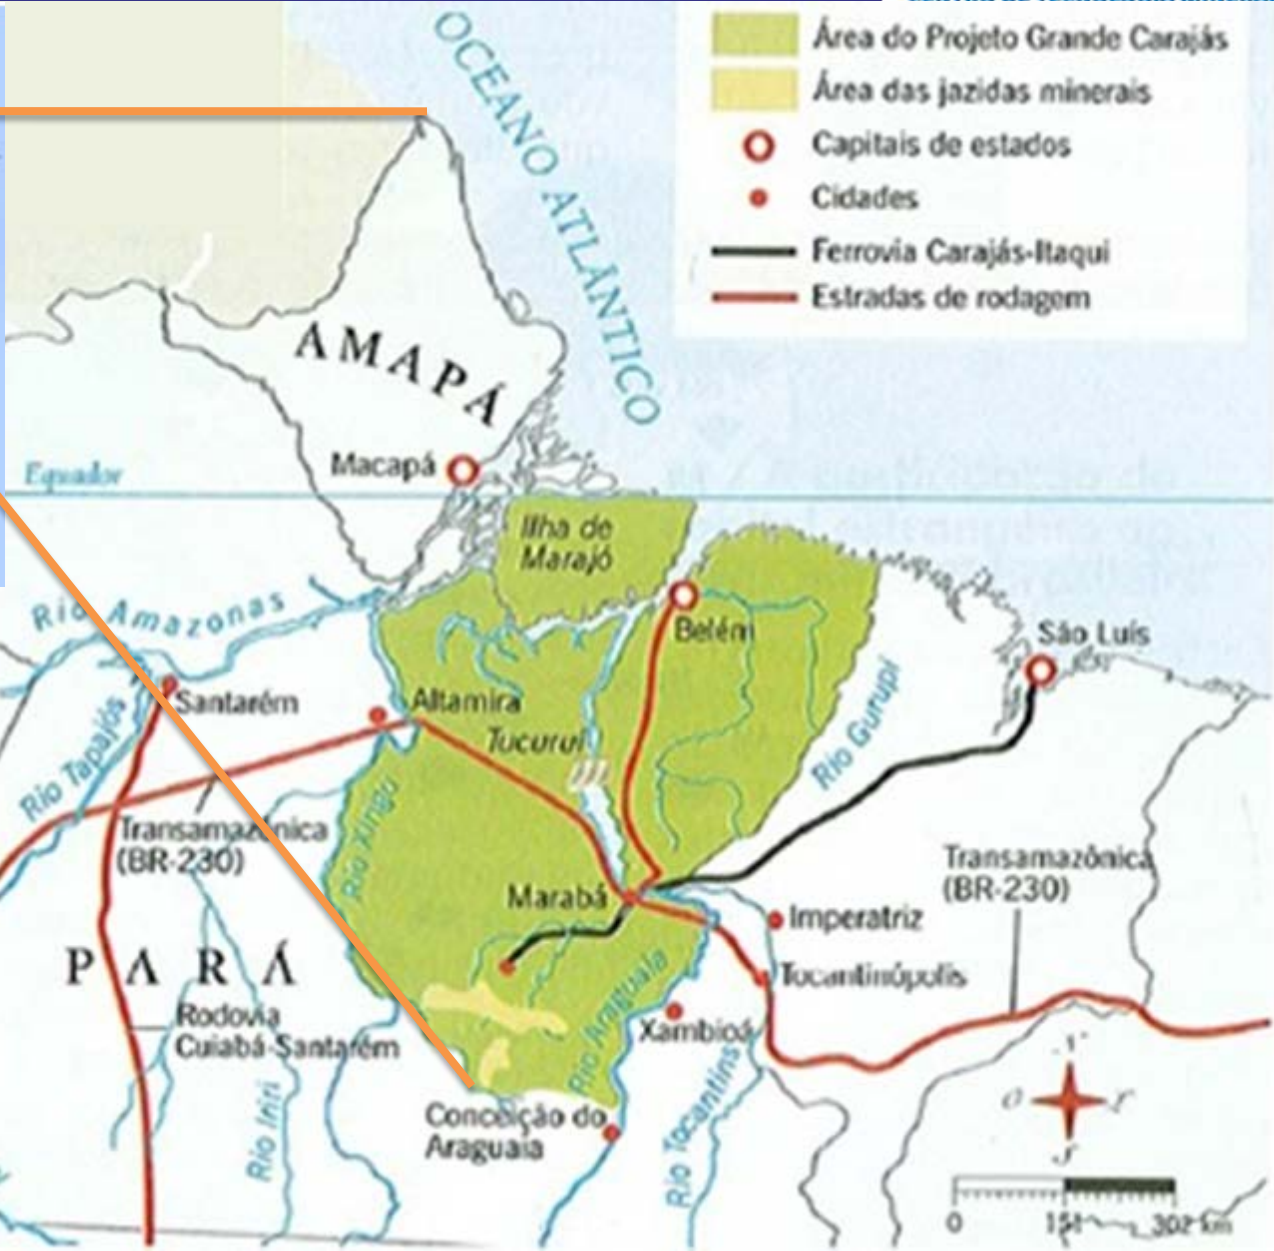 Área do Projeto Grande Carajás
Área das jazidas minerais
Capitais de estados
Cidades
Ferrovia Carajás-Itaqui
Estradas de rodagem
OCEANO ATLÂNTICO
AMAPÁ
Macapá
Equador
Ilha de
Marajó
Rio Amazonas
Belém
São Luís
Santarém
Altamira
Tucuruí
Rio Gurupi
Rio Tapajós
Rio Xingu
Transamazônica
(BR-230)
Transamazônica
(BR-230)
Marabá
Imperatriz
PARÁ
Tocantinópolis
Rio Araguaia
Rodovia
Cuiabá-Santarém
Xambioá
Conceição do
Araguaia
Rio Iriri
Rio Tocantins
N
O
S
0 151 302 km